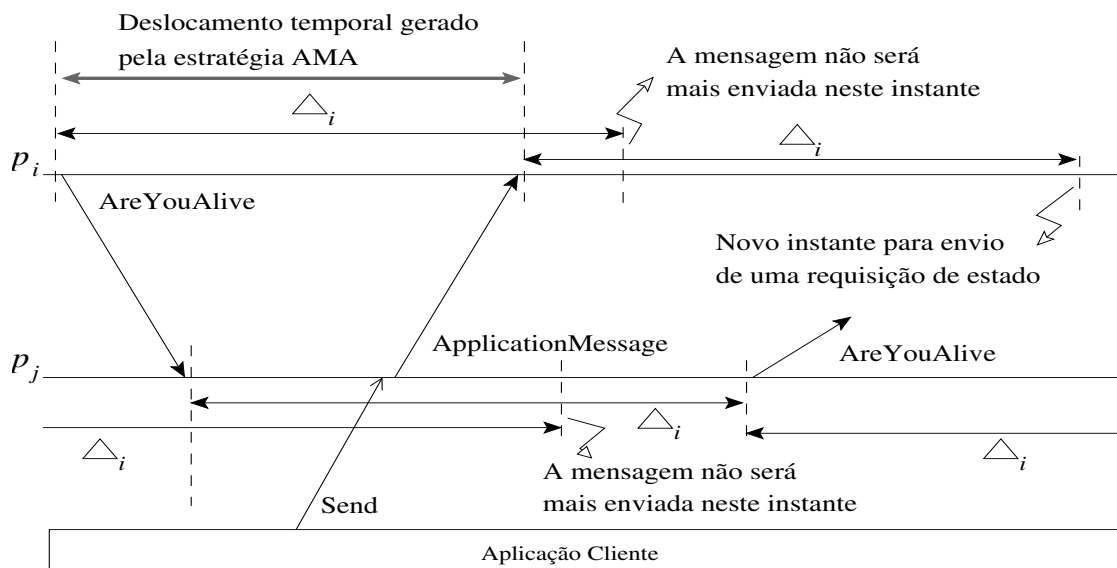 Deslocamento temporal gerado
pela estratégia AMA
A mensagem não será
mais enviada neste instante
△i
△i
pi
AreYouAlive
Novo instante para envio
de uma requisição de estado
ApplicationMessage
AreYouAlive
pj
△i
△i
△i
A mensagem não será
mais enviada neste instante
Send
Aplicação Cliente